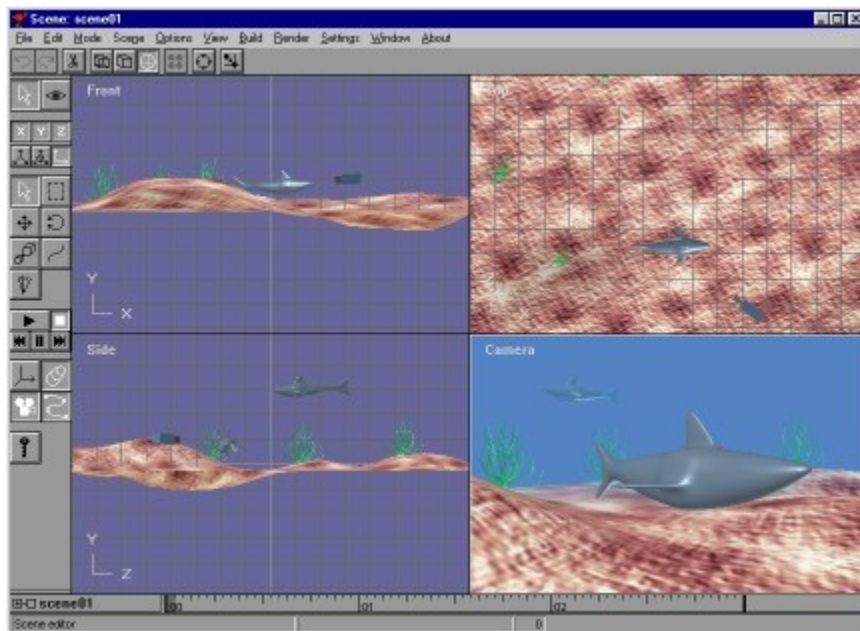 Scene: scene01
File Edit Mode Scege Options View Build Render Settings Window About
Front
X Y Z
Y
X
Side
Camera
Y
Z
scene01
00 01 02
Scene editor 0